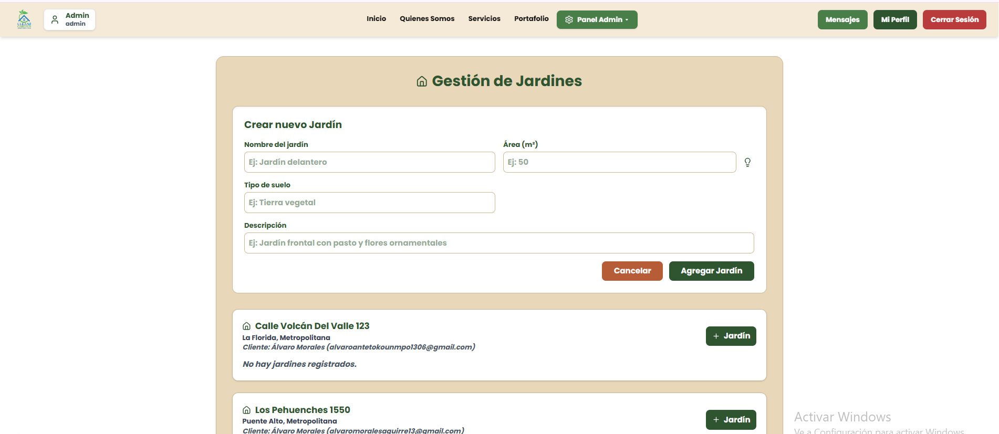 CLEAN
GARDEN
Admin
admin
Inicio
Quienes Somos
Servicios
Portafolio
Panel Admin
Mensajes
Mi Perfil
Cerrar Sesión
Gestión de Jardines
Crear nuevo Jardín
Nombre del jardín
Área (m²)
Ej: Jardín delantero
Ej: 50
Tipo de suelo
Ej: Tierra vegetal
Descripción
Ej: Jardín frontal con pasto y flores ornamentales
Cancelar
Agregar Jardín
Calle Volcán Del Valle 123
La Florida, Metropolitana
Cliente: Álvaro Morales (alvaroantetokounmpo1306@gmail.com)
+ Jardín
No hay jardines registrados.
Los Pehuenches 1550
Puente Alto, Metropolitana
Cliente: Álvaro Morales (alvaromoralesaguirre13@gmail.com)
+ Jardín
Activar Windows
Ve a Configuración para activar Windows.